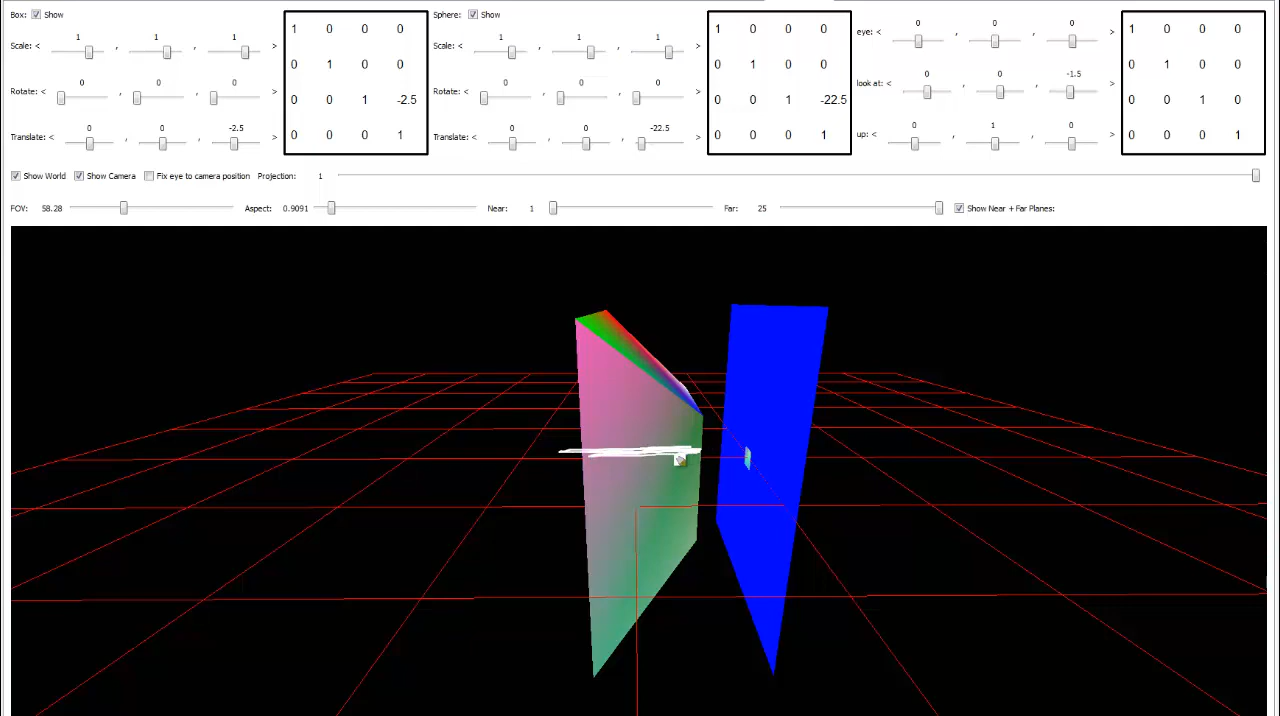 Box: Show
Scale: < 1 , 1 , 1 >
Rotate: < 0 , 0 , 0 >
Translate: < 0 , 0 , -2.5 >
1 0 0 0
0 1 0 0
0 0 1 -2.5
0 0 0 1
Sphere: Show
Scale: < 1 , 1 , 1 >
Rotate: < 0 , 0 , 0 >
Translate: < 0 , 0 , -22.5 >
1 0 0 0
0 1 0 0
0 0 1 -22.5
0 0 0 1
eye: < 0 , 0 , 0 >
look at: < 0 , 0 , -1.5 >
up: < 0 , 1 , 0 >
1 0 0 0
0 1 0 0
0 0 1 0
0 0 0 1
Show World Show Camera Fix eye to camera position Projection: 1
FOV: 58.28 Aspect: 0.9091 Near: 1 Far: 25 Show Near + Far Planes: